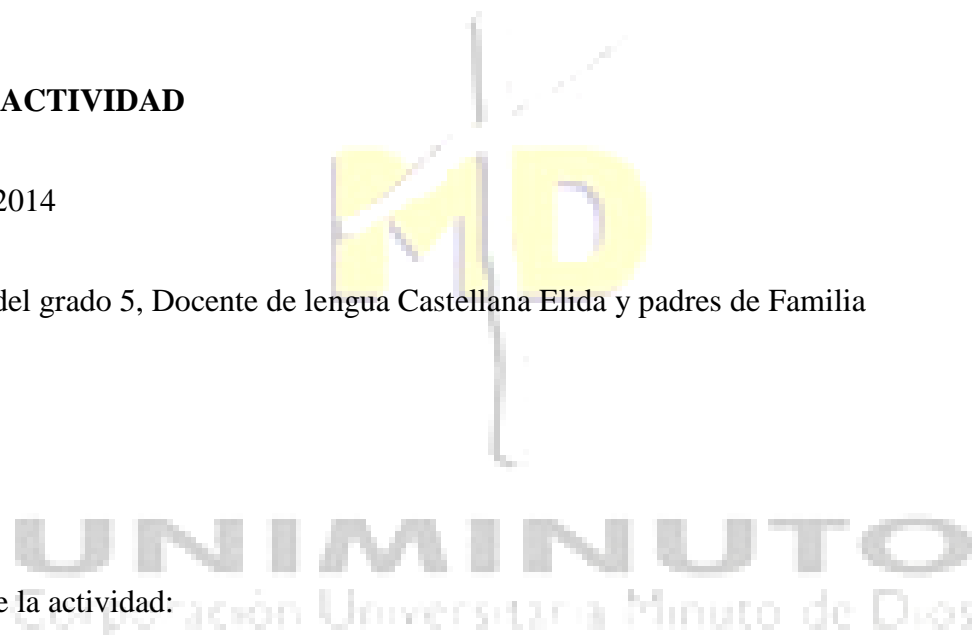 ACTIVIDAD
2014
del grado 5, Docente de lengua Castellana Elida y padres de Familia
MD
UNIMINUTO
e la actividad:
Corporación Universitaria Minuto de Dios